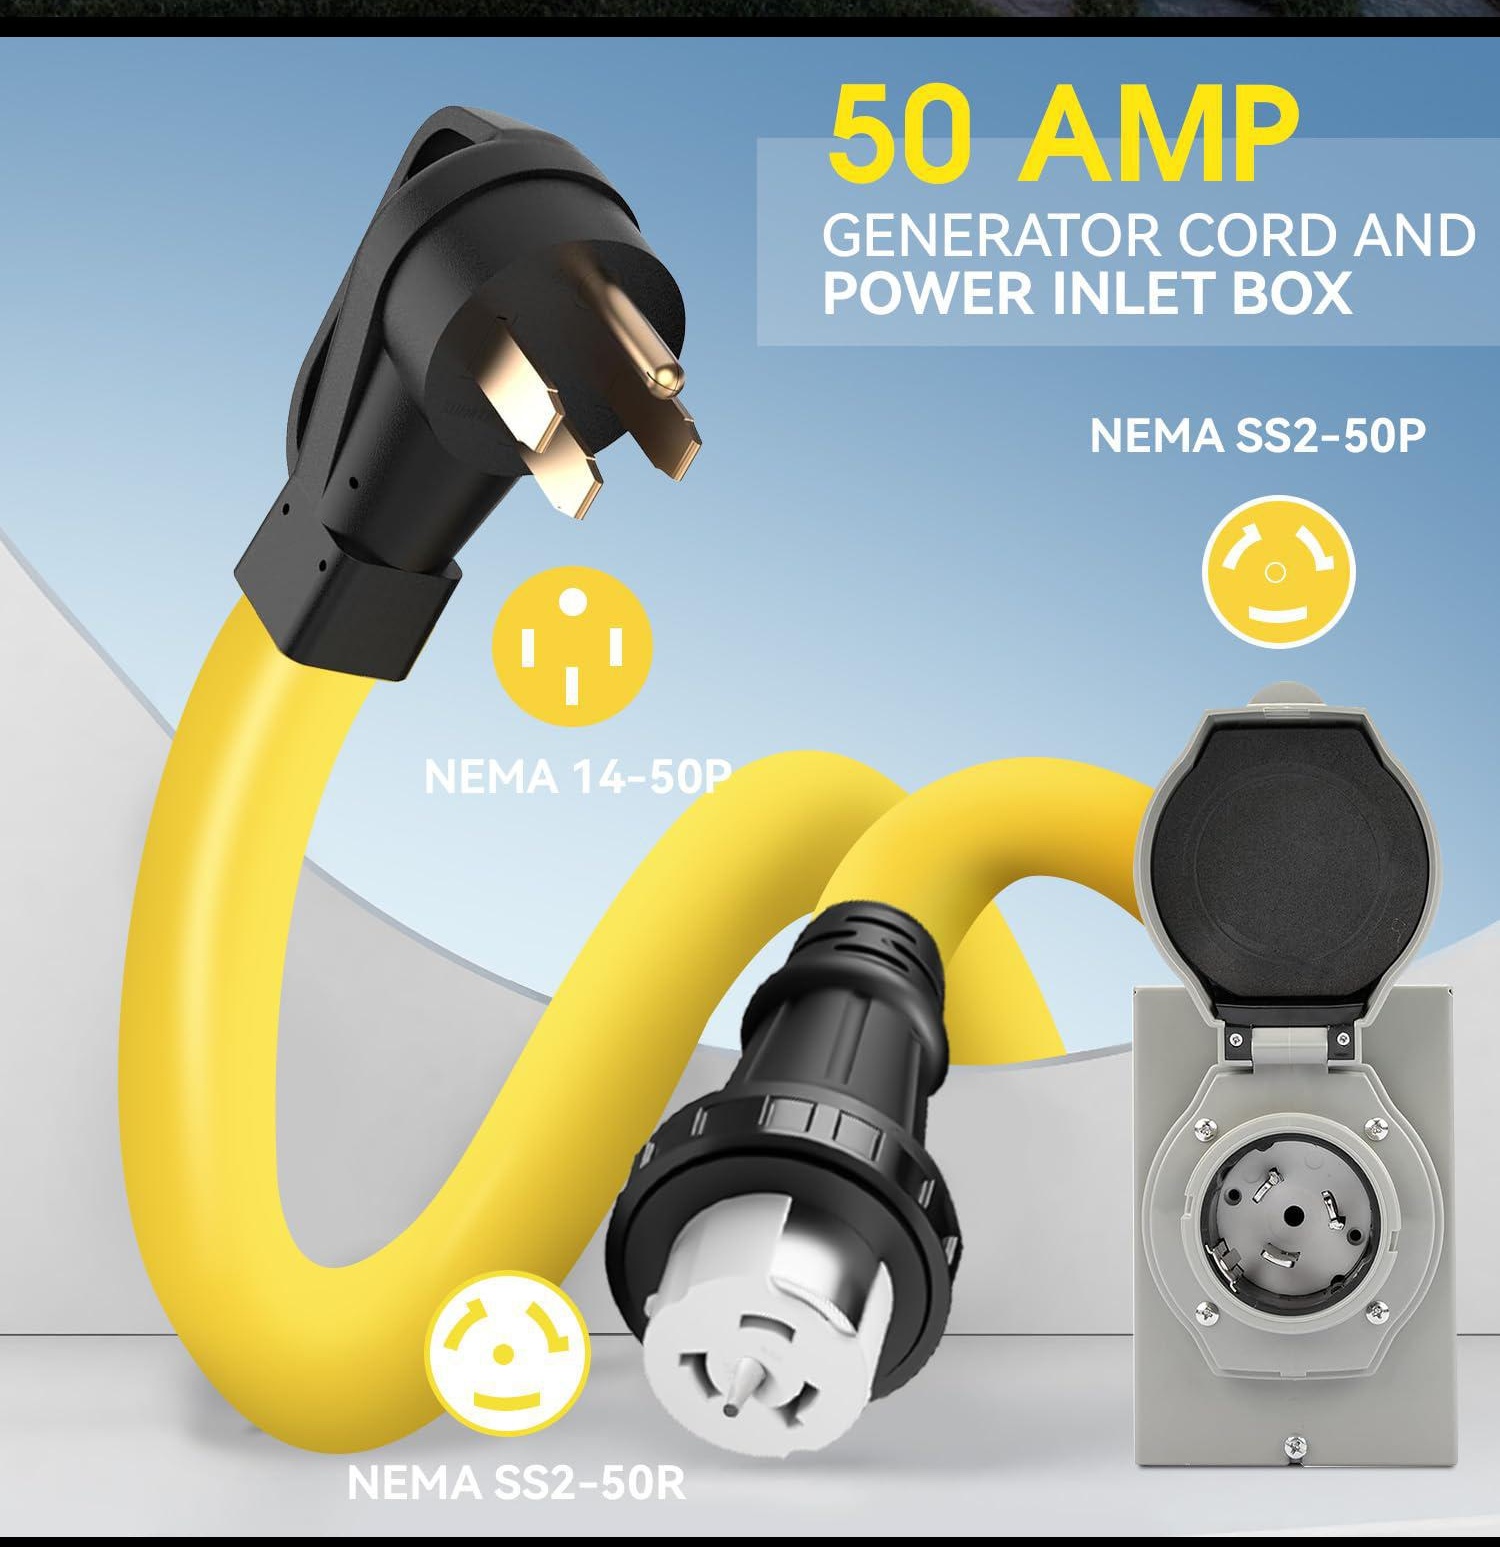 50 AMP
GENERATOR CORD AND
POWER INLET BOX
NEMA SS2-50P
NEMA 14-50P
NEMA SS2-50R